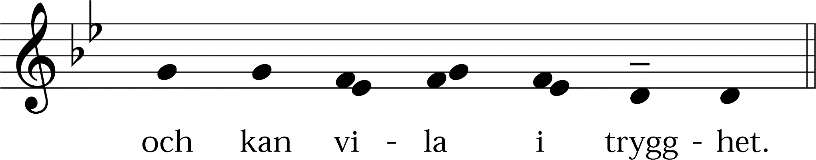 och kan vi - la i trygg - het.